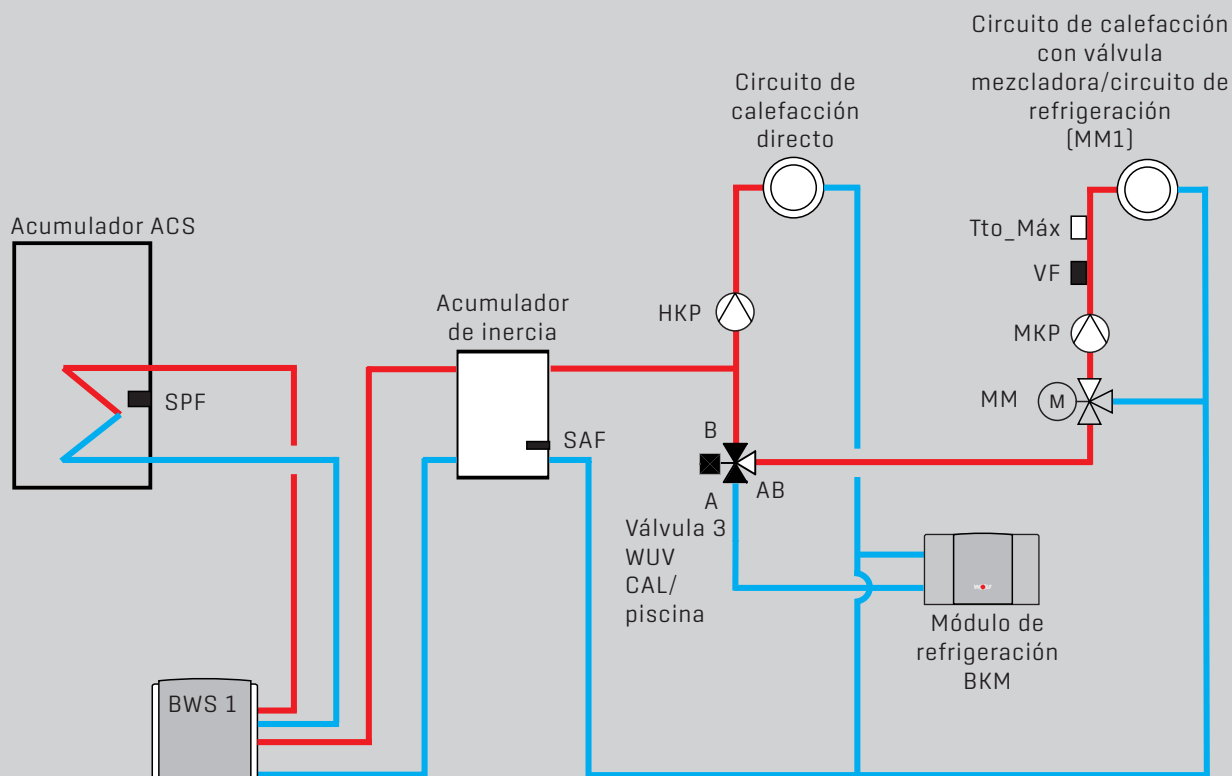 Circuito de calefacción
con válvula
mezcladora/circuito de
refrigeración
(MM1)
Circuito de
calefacción
directo
Tto_Máx
VF
Acumulador ACS
Acumulador
de inercia
HKP
MKP
SPF
MM
M
B
SAF
A
AB
Válvula 3
WUV
CAL/
piscina
Módulo de
refrigeración
BKM
BWS 1